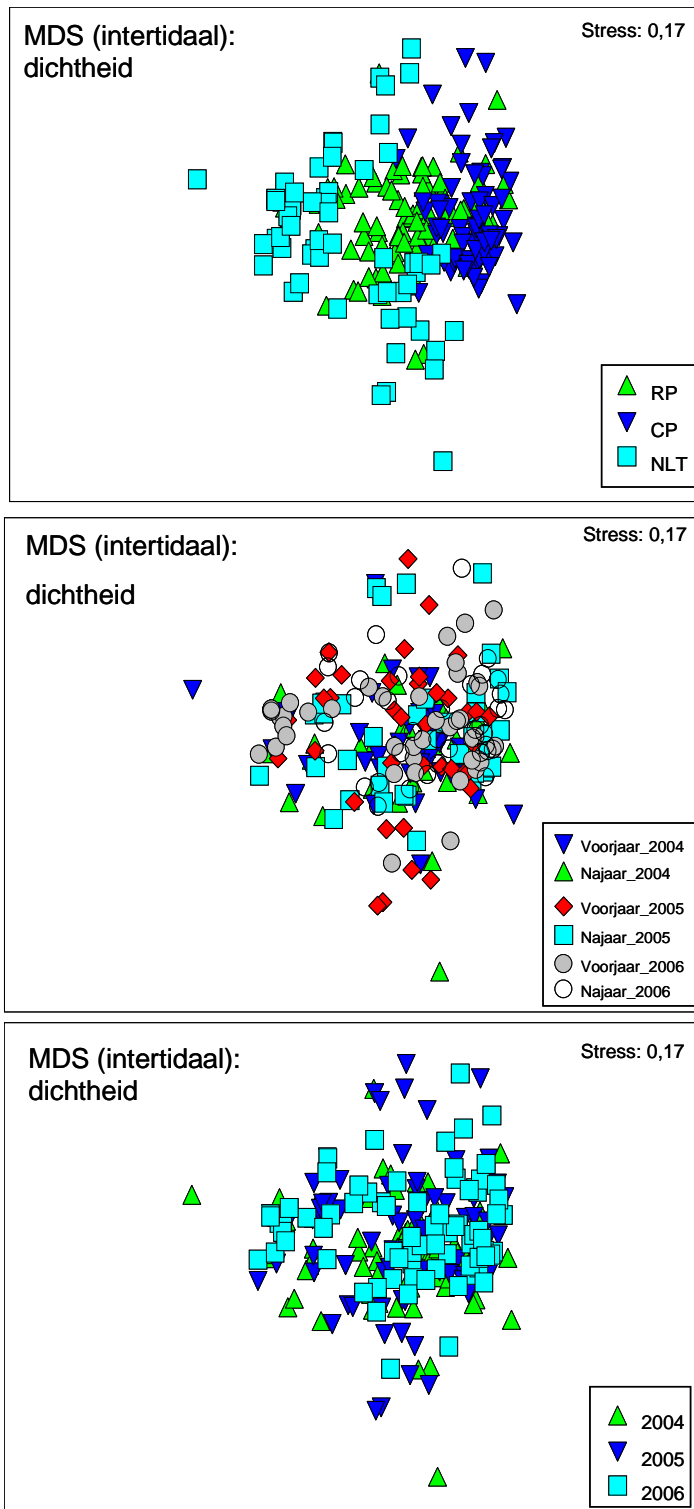 MDS (intertidaal):
dichtheid
Stress: 0,17
RP
CP
NLT
MDS (intertidaal):
dichtheid
Stress: 0,17
Voorjaar_2004
Najaar_2004
Voorjaar_2005
Najaar_2005
Voorjaar_2006
Najaar_2006
MDS (intertidaal):
dichtheid
Stress: 0,17
2004
2005
2006